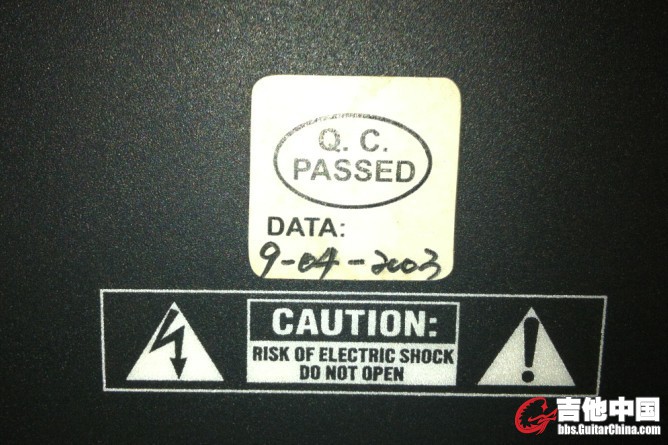 Q. C.
PASSED
DATA:
9-04-2003
CAUTION:
RISK OF ELECTRIC SHOCK
DO NOT OPEN
吉他中国
bbs.GuitarChina.com